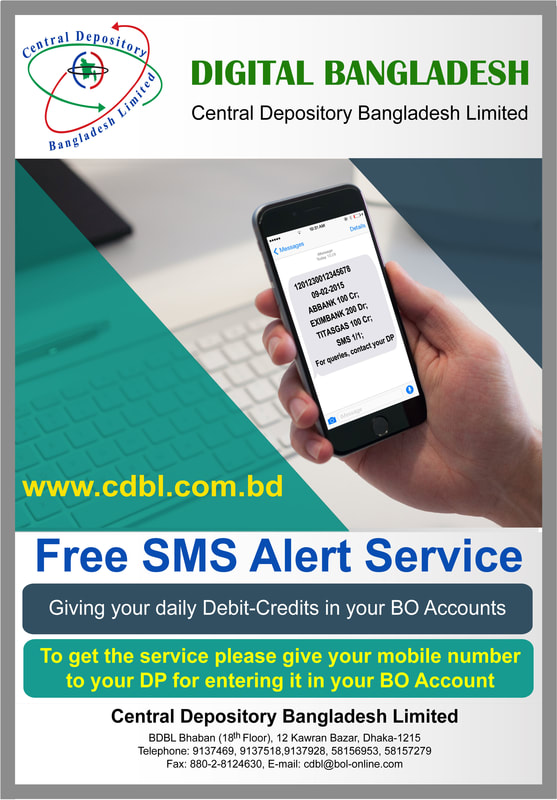 Central Depository
Bangladesh Limited
DIGITAL BANGLADESH
Central Depository Bangladesh Limited
10:31 AM
Messages
Details
1201230012345678
09-02-2015
ABBANK 100 Cr;
EXIMBANK 200 Dr;
TITASGAS 100 Cr;
SMS 1/1;
For queries, contact your DP
iMessage
www.cdbl.com.bd
Free SMS Alert Service
Giving your daily Debit-Credits in your BO Accounts
To get the service please give your mobile number
to your DP for entering it in your BO Account
Central Depository Bangladesh Limited
BDBL Bhaban (18th Floor), 12 Kawran Bazar, Dhaka-1215
Telephone: 9137469, 9137518,9137928, 58156953, 58157279
Fax: 880-2-8124630, E-mail: cdbl@bol-online.com